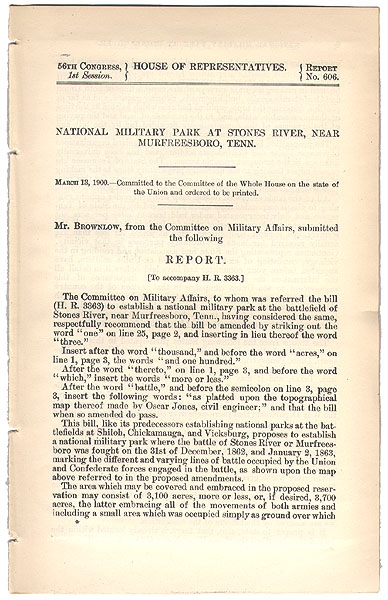 56TH CONGRESS, } HOUSE OF REPRESENTATIVES. { REPORT
1st Session. } { No. 606.
NATIONAL MILITARY PARK AT STONES RIVER, NEAR
MURFREESBORO, TENN.
MARCH 13, 1900.—Committed to the Committee of the Whole House on the state of
the Union and ordered to be printed.
Mr. BROWNLOW, from the Committee on Military Affairs, submitted
the following
REPORT.
[To accompany H. R. 3363.]
The Committee on Military Affairs, to whom was referred the bill
(H. R. 3363) to establish a national military park at the battlefield of
Stones River, near Murfreesboro, Tenn., having considered the same,
respectfully recommend that the bill be amended by striking out the
word "one" on line 25, page 2, and inserting in lieu thereof the word
"three."
Insert after the word "thousand," and before the word "acres," on
line 1, page 3, the words "and one hundred."
After the word "thereto," on line 1, page 3, and before the word
"which," insert the words "more or less."
After the word "battle," and before the semicolon on line 3, page
3, insert the following words: "as platted upon the topographical
map thereof made by Oscar Jones, civil engineer;" and that the bill
when so amended do pass.
This bill, like its predecessors establishing national parks at the bat-
tlefields at Shiloh, Chickamauga, and Vicksburg, proposes to establish
a national military park where the battle of Stones River or Murfrees-
boro was fought on the 31st of December, 1862, and January 2, 1863,
marking the different and varying lines of battle occupied by the Union
and Confederate forces engaged in the battle, as shown upon the map
above referred to in the proposed amendments.
The area which may be covered and embraced in the proposed reser-
vation may consist of 3,100 acres, more or less, or, if desired, 3,700
acres, the latter embracing all of the movements of both armies and
including a small area which was occupied simply as ground over which
*